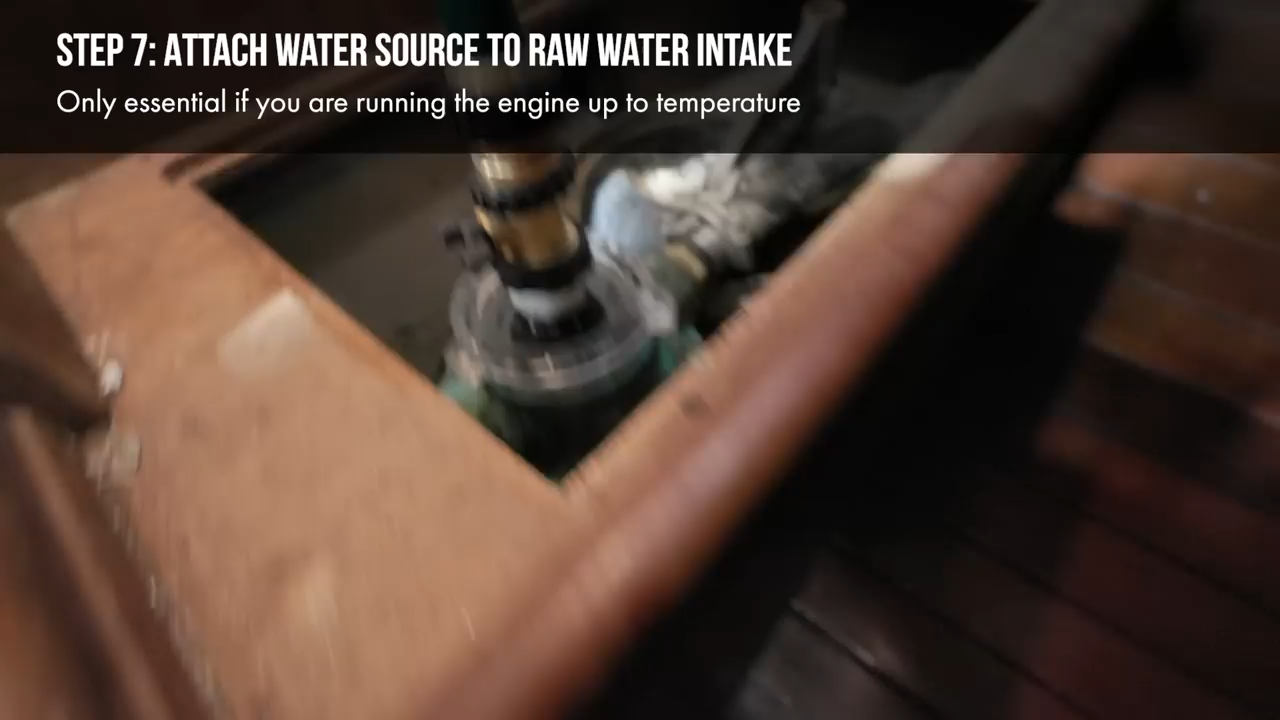 STEP 7: ATTACH WATER SOURCE TO RAW WATER INTAKE
Only essential if you are running the engine up to temperature